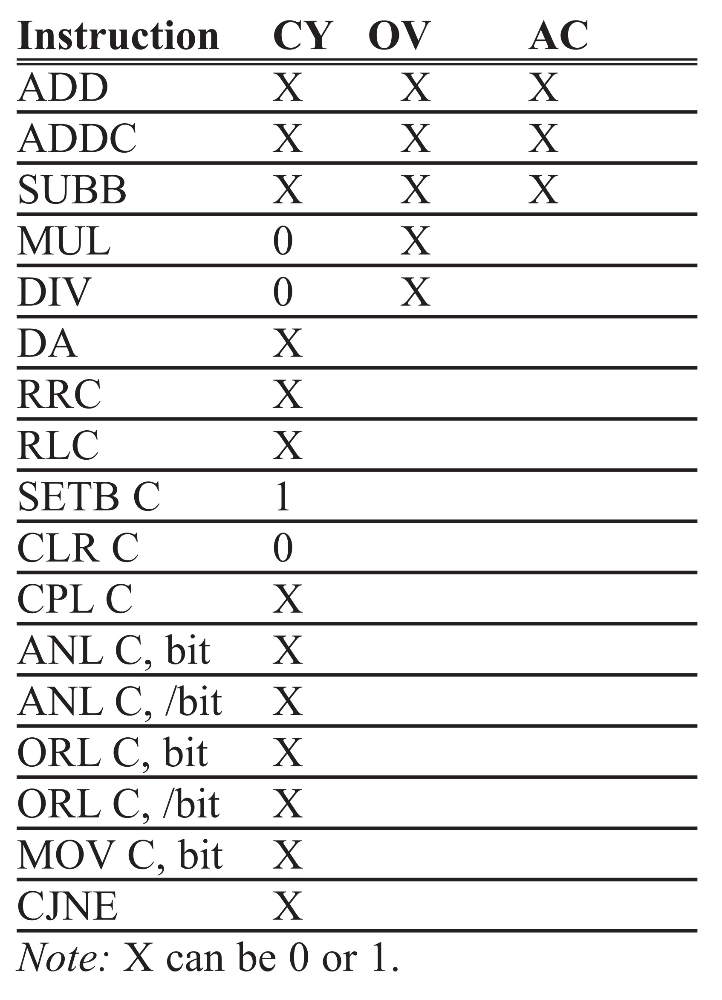 Instruction CY OV AC
ADD X X X
ADDC X X X
SUBB X X X
MUL 0 X
DIV 0 X
DA X
RRC X
RLC X
SETB C 1
CLR C 0
CPL C X
ANL C, bit X
ANL C, /bit X
ORL C, bit X
ORL C, /bit X
MOV C, bit X
CJNE X
Note: X can be 0 or 1.